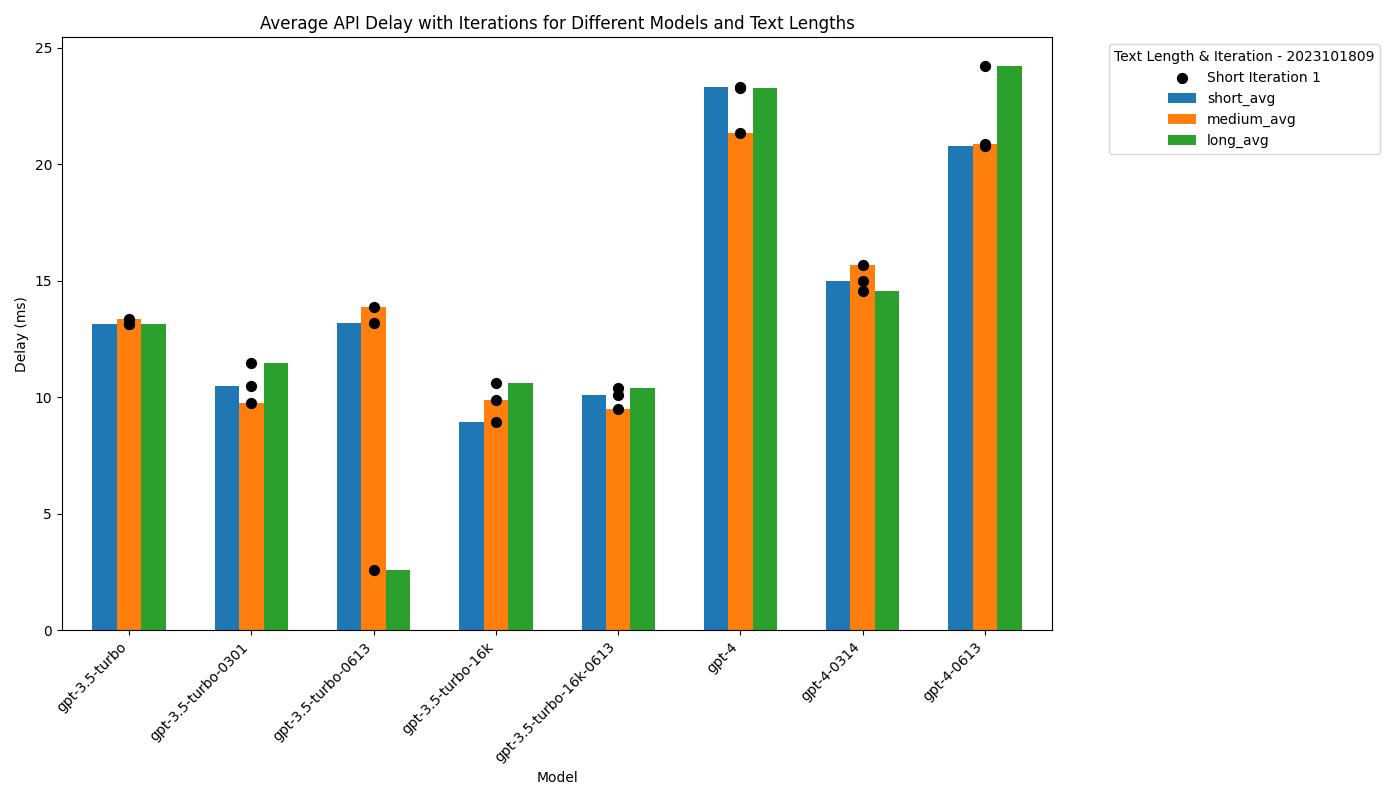 Average API Delay with Iterations for Different Models and Text Lengths
Text Length & Iteration - 2023101809
Short Iteration 1
short_avg
medium_avg
long_avg
Delay (ms)
25
20
15
10
5
0
gpt-3.5-turbo
gpt-3.5-turbo-0301
gpt-3.5-turbo-0613
gpt-3.5-turbo-16k
gpt-3.5-turbo-16k-0613
gpt-4
gpt-4-0314
gpt-4-0613
Model